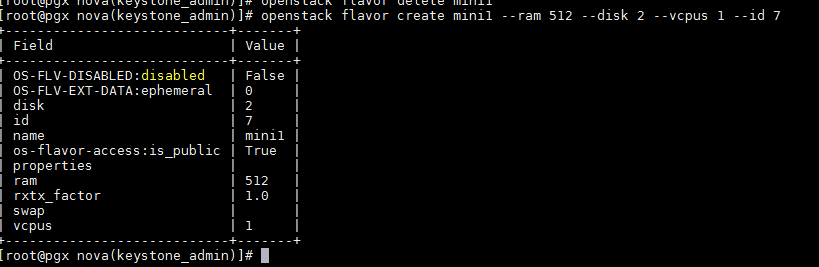 [root@pgx nova(keystone_admin)]# openstack flavor delete mini1
[root@pgx nova(keystone_admin)]# openstack flavor create mini1 --ram 512 --disk 2 --vcpus 1 --id 7
+----------------------------+-------+
| Field                      | Value |
+----------------------------+-------+
| OS-FLV-DISABLED:disabled   | False |
| OS-FLV-EXT-DATA:ephemeral  | 0     |
| disk                       | 2     |
| id                         | 7     |
| name                       | mini1 |
| os-flavor-access:is_public | True  |
| properties                 |       |
| ram                        | 512   |
| rxtx_factor                | 1.0   |
| swap                       |       |
| vcpus                      | 1     |
+----------------------------+-------+
[root@pgx nova(keystone_admin)]#